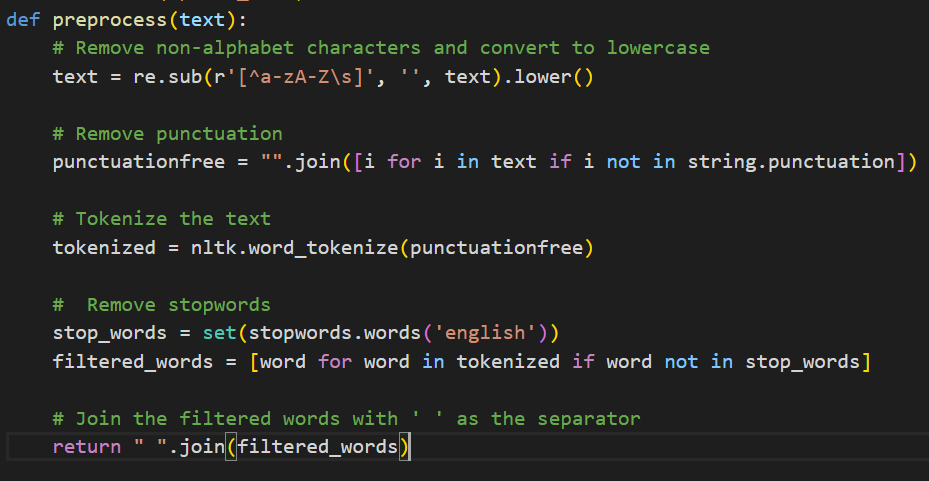 def preprocess(text):
    # Remove non-alphabet characters and convert to lowercase
    text = re.sub(r'[^a-zA-Z\s]', '', text).lower()

    # Remove punctuation
    punctuationfree = "".join([i for i in text if i not in string.punctuation])

    # Tokenize the text
    tokenized = nltk.word_tokenize(punctuationfree)

    #  Remove stopwords
    stop_words = set(stopwords.words('english'))
    filtered_words = [word for word in tokenized if word not in stop_words]

    # Join the filtered words with ' ' as the separator
    return " ".join(filtered_words)